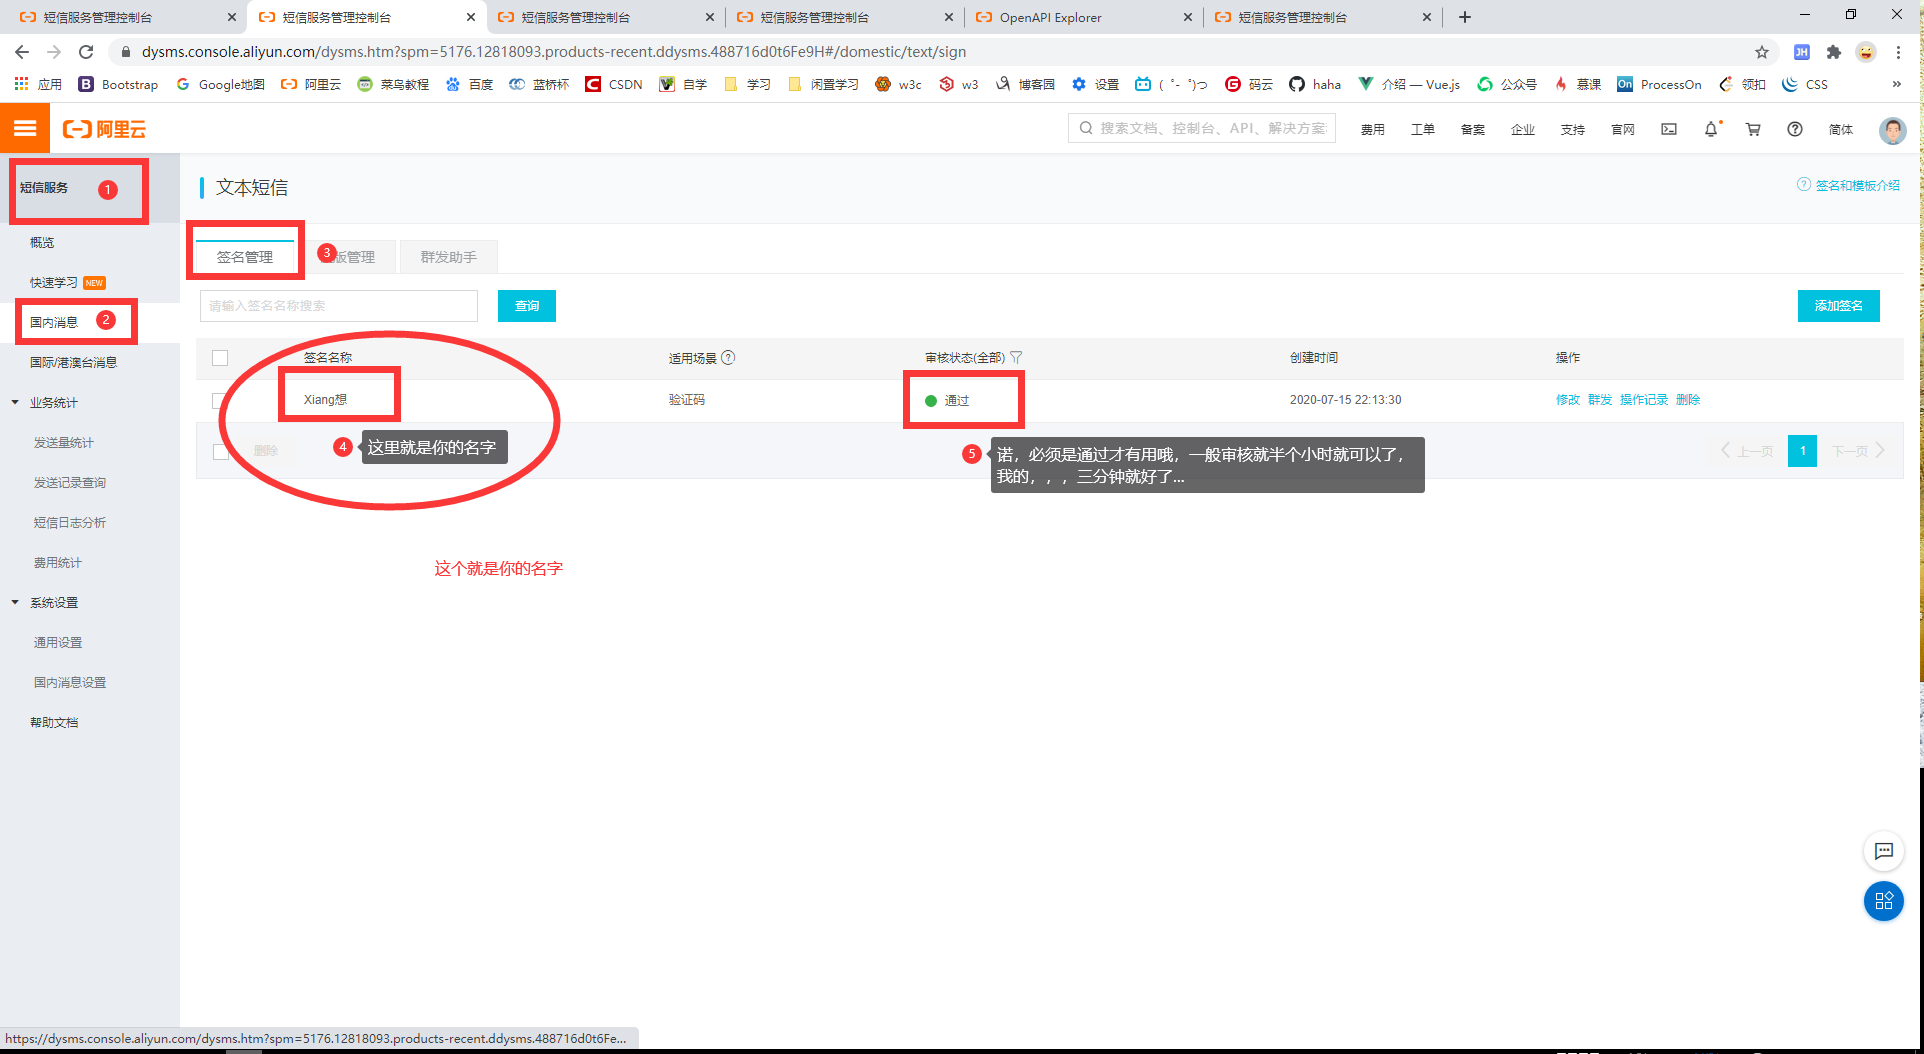 短信服务管理控制台
短信服务管理控制台
短信服务管理控制台
短信服务管理控制台
OpenAPI Explorer
短信服务管理控制台
dysms.console.aliyun.com/dysms.htm?spm=5176.12818093.products-recent.ddysms.488716d0t6Fe9H#/domestic/text/sign
JH
应用
Bootstrap
Google地图
阿里云
菜鸟教程
百度
蓝桥杯
CSDN
自学
学习
闲置学习
w3c
w3
博客园
设置
( ゜- ゜)つ
码云
haha
介绍 — Vue.js
公众号
慕课
On
ProcessOn
领扣
CSS
阿里云
搜索文档、控制台、API、解决方案
费用
工单
备案
企业
支持
官网
简体
短信服务
1
文本短信
签名和模板介绍
概览
快速学习 NEW
国内消息
2
国际/港澳台消息
业务统计
发送量统计
发送记录查询
短信日志分析
费用统计
系统设置
通用设置
国内消息设置
帮助文档
签名管理
3
版管理
群发助手
请输入签名名称搜索
查询
添加签名
签名名称
适用场景
审核状态(全部)
创建时间
操作
Xiang想
验证码
通过
2020-07-15 22:13:30
修改 群发 操作记录 删除
删除
4
这里就是你的名字
5
诺，必须是通过才有用哦，一般审核就半个小时就可以了，
我的，，，三分钟就好了...
上一页
1
下一页
这个就是你的名字
https://dysms.console.aliyun.com/dysms.htm?spm=5176.12818093.products-recent.ddysms.488716d0t6Fe...